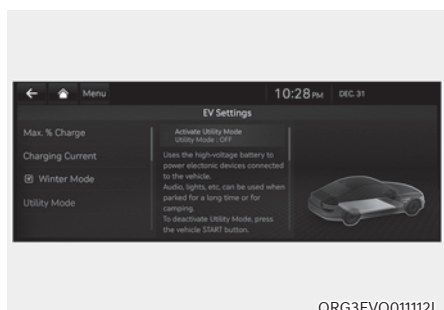 Menu
10:28 PM DEC. 31
EV Settings
Max. % Charge
Charging Current
Winter Mode
Utility Mode
Activate Utility Mode
Utility Mode : OFF
Uses the high-voltage battery to
power electonic devices connected
to the vehicle.
Audio, lights, etc, can be used when
parked for a long time or for
camping.
To deactivate Utility Mode, press
the vehicle START button.
ORG3EVQ011112L